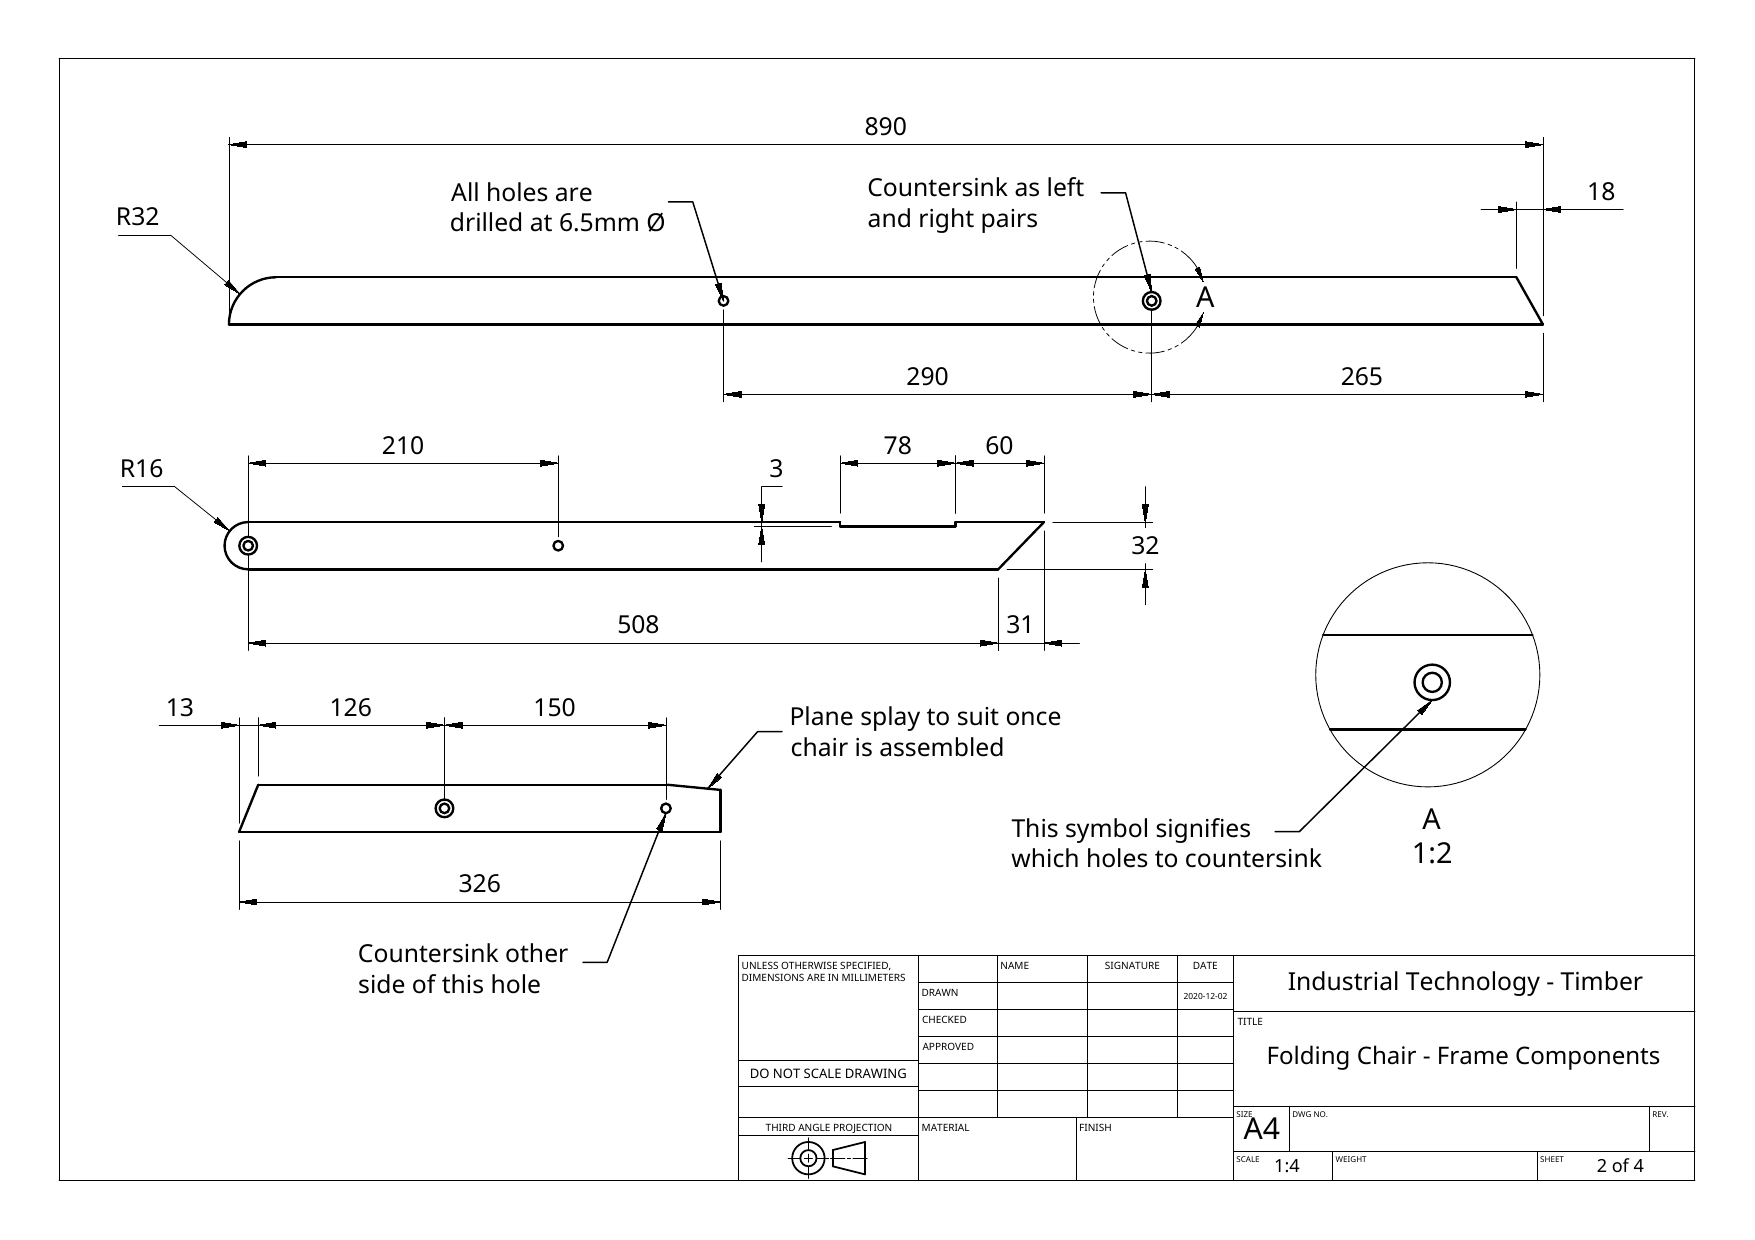 890
All holes are
drilled at 6.5mm Ø
Countersink as left
and right pairs
18
R32
A
290
265
210
78
60
R16
3
32
508
31
13
126
150
Plane splay to suit once
chair is assembled
326
This symbol signifies
which holes to countersink
A
1:2
Countersink other
side of this hole
UNLESS OTHERWISE SPECIFIED,
DIMENSIONS ARE IN MILLIMETERS
NAME
SIGNATURE
DATE
DRAWN
2020-12-02
CHECKED
APPROVED
DO NOT SCALE DRAWING
THIRD ANGLE PROJECTION
MATERIAL
FINISH
Industrial Technology - Timber
TITLE
Folding Chair - Frame Components
SIZE
A4
DWG NO.
REV.
SCALE
1:4
WEIGHT
SHEET
2 of 4